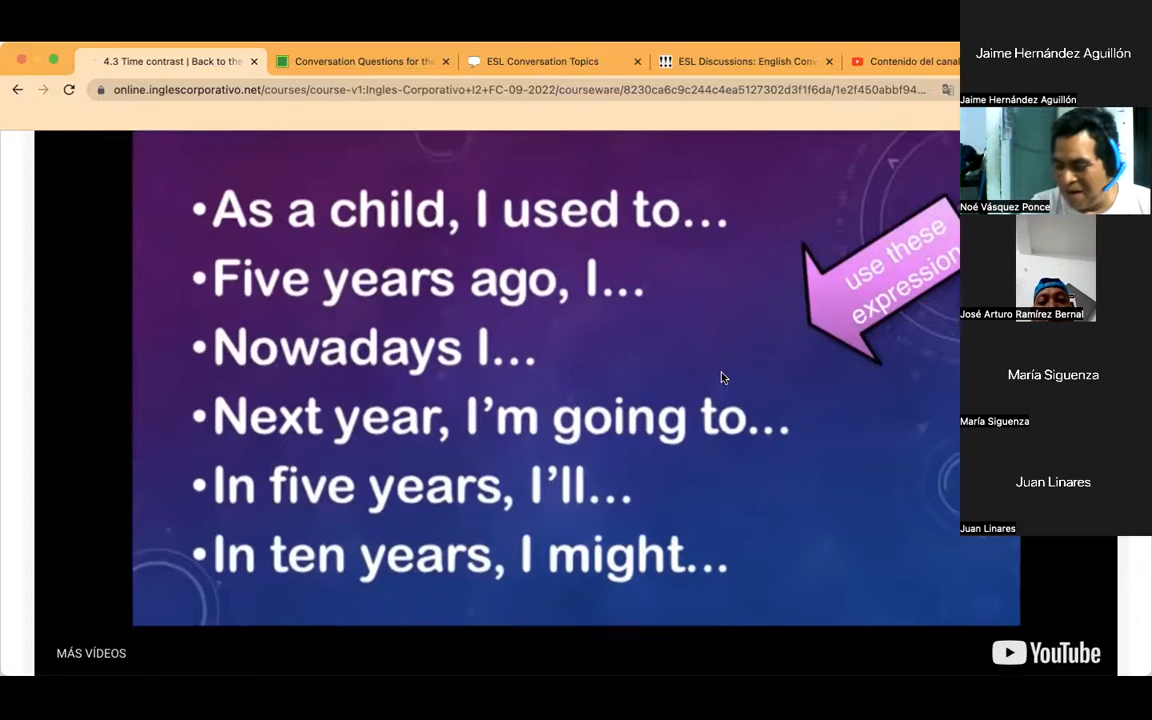 4.3 Time contrast | Back to the
Conversation Questions for the
ESL Conversation Topics
ESL Discussions: English Conv
Contenido del canal
online.inglescorporativo.net/courses/course-v1:Ingles-Corporativo+I2+FC-09-2022/courseware/8230ca6c9c244c4ea5127302d3f1f6da/1e2f450abbf94...
•As a child, I used to...
•Five years ago, I...
•Nowadays I...
•Next year, I'm going to...
•In five years, I'll...
•In ten years, I might...
use these
expression
MÁS VÍDEOS
YouTube
Jaime Hernández Aguillón
Jaime Hernández Aguillón
Noé Vásquez Ponce
José Arturo Ramírez Bernal
María Siguenza
María Siguenza
Juan Linares
Juan Linares